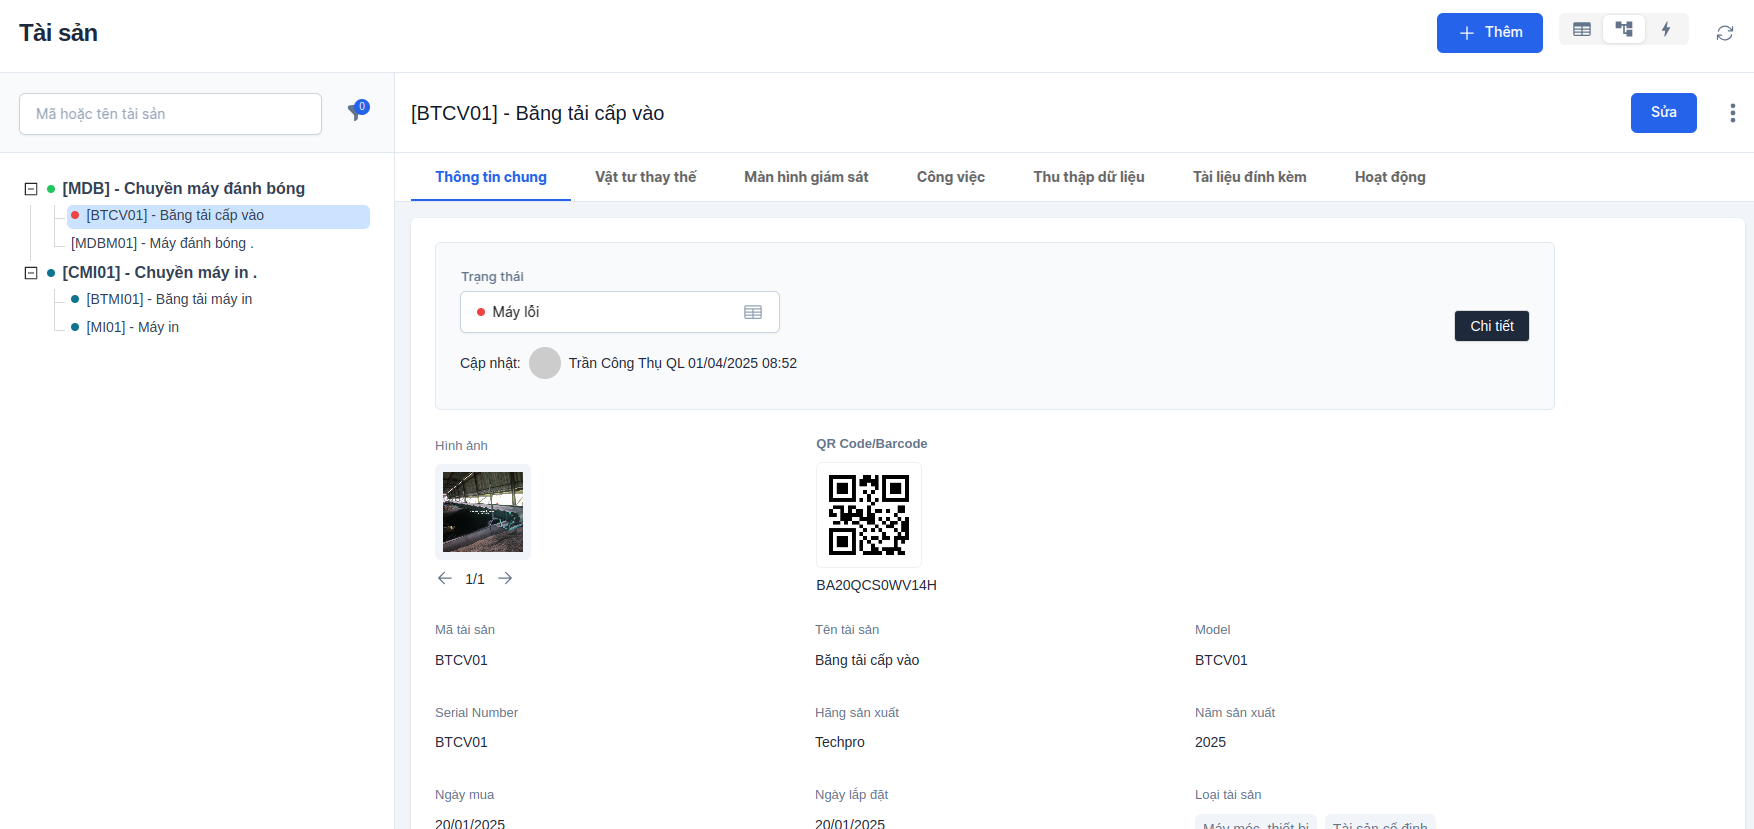 Tài sản
Thêm
Mã hoặc tên tài sản
0
[MDB] - Chuyền máy đánh bóng
[BTCV01] - Băng tải cấp vào
[MDBM01] - Máy đánh bóng .
[CMI01] - Chuyền máy in .
[BTMI01] - Băng tải máy in
[MI01] - Máy in
[BTCV01] - Băng tải cấp vào
Sửa
Thông tin chung
Vật tư thay thế
Màn hình giám sát
Công việc
Thu thập dữ liệu
Tài liệu đính kèm
Hoạt động
Trạng thái
Máy lỗi
Chi tiết
Cập nhật: Trần Công Thụ QL 01/04/2025 08:52
Hình ảnh
QR Code/Barcode
1/1
BA20QCS0WV14H
Mã tài sản
Tên tài sản
Model
BTCV01
Băng tải cấp vào
BTCV01
Serial Number
Hãng sản xuất
Năm sản xuất
BTCV01
Techpro
2025
Ngày mua
Ngày lắp đặt
Loại tài sản
20/01/2025
20/01/2025
Máy móc, thiết bị
Tài sản cố định